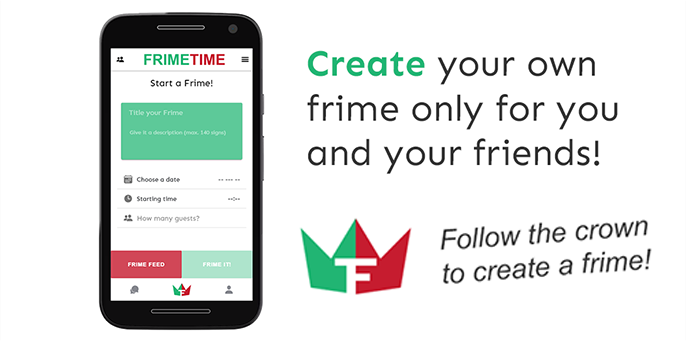 FRIMETIME
Start a Frime!
Title your Frime
Give it a description (max. 140 signs)
Choose a date -- --- --
Starting time --:--
How many guests?
FRIME FEED FRIME IT!
Create your own
frime only for you
and your friends!
F
Follow the crown
to create a frime!